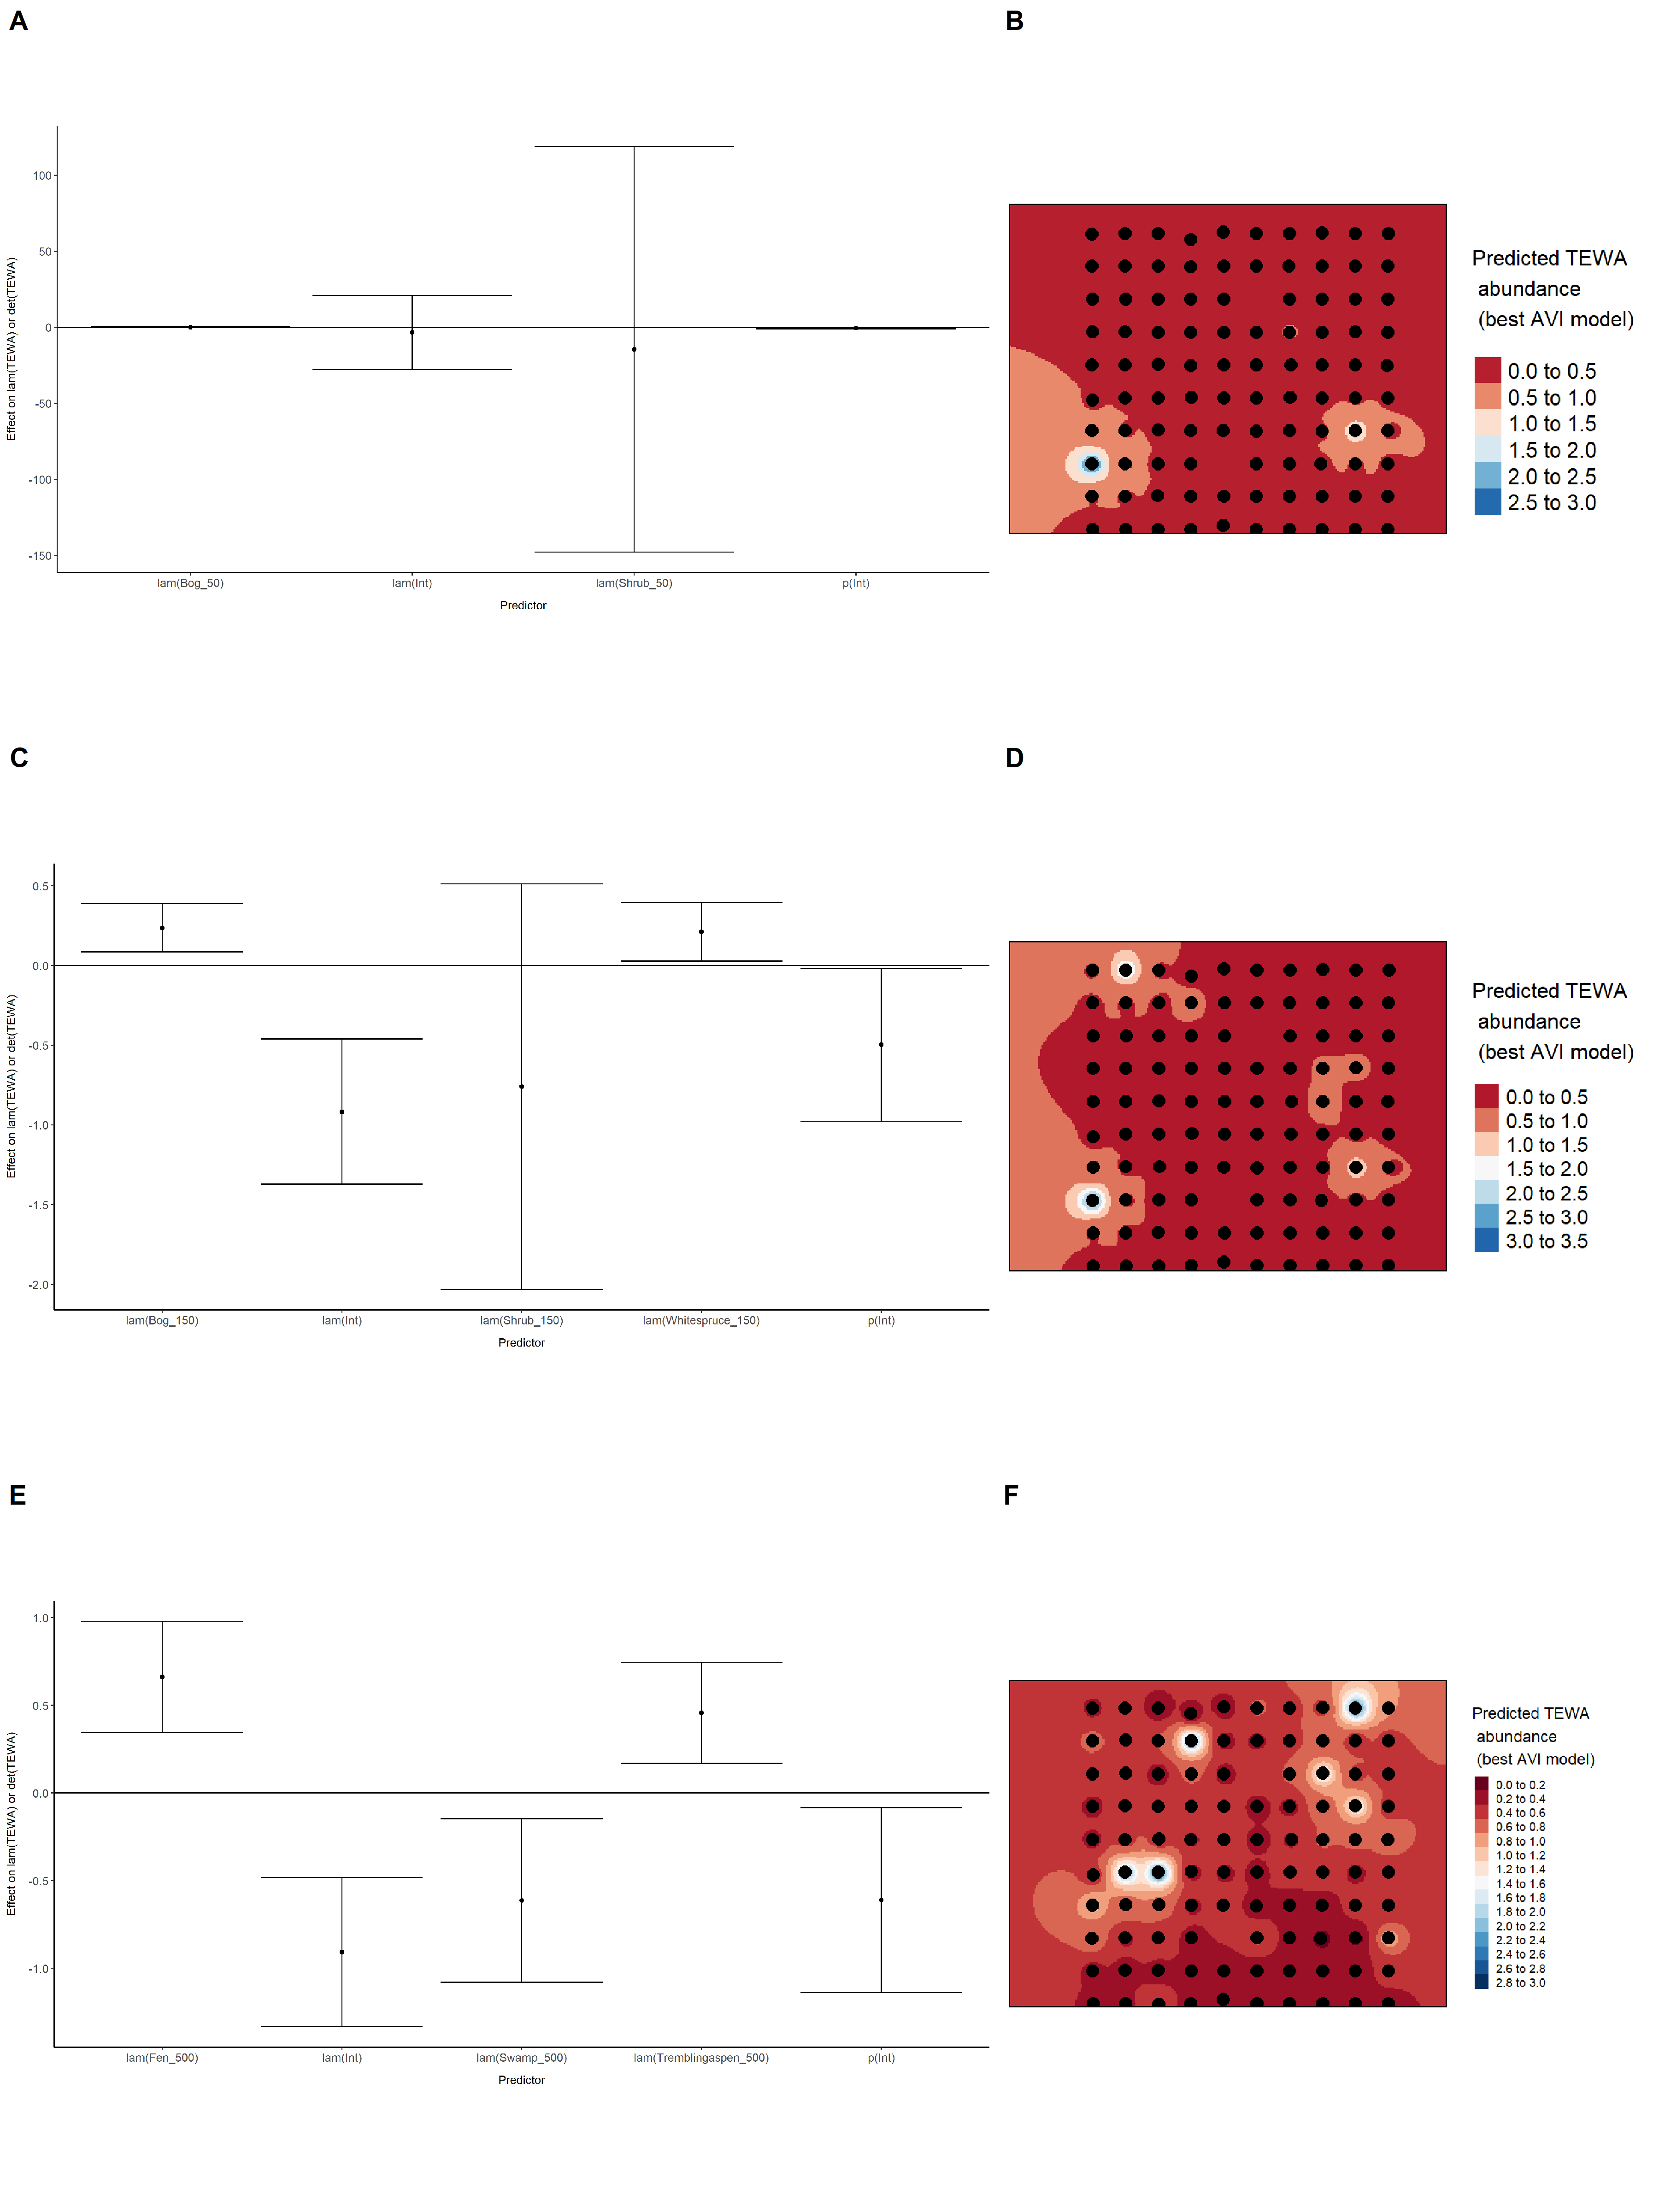 A
Effect on lam(TEWA) or det(TEWA)
100
50
0
-50
-100
-150
lam(Bog_50)
lam(Int)
lam(Shrub_50)
p(Int)
Predictor
B
Predicted TEWA
abundance
(best AVI model)
0.0 to 0.5
0.5 to 1.0
1.0 to 1.5
1.5 to 2.0
2.0 to 2.5
2.5 to 3.0
C
Effect on lam(TEWA) or det(TEWA)
0.5
0.0
-0.5
-1.0
-1.5
-2.0
lam(Bog_150)
lam(Int)
lam(Shrub_150)
lam(Whitespruce_150)
p(Int)
Predictor
D
Predicted TEWA
abundance
(best AVI model)
0.0 to 0.5
0.5 to 1.0
1.0 to 1.5
1.5 to 2.0
2.0 to 2.5
2.5 to 3.0
3.0 to 3.5
E
Effect on lam(TEWA) or det(TEWA)
1.0
0.5
0.0
-0.5
-1.0
lam(Fen_500)
lam(Int)
lam(Swamp_500)
lam(Tremblingaspen_500)
p(Int)
Predictor
F
Predicted TEWA
abundance
(best AVI model)
0.0 to 0.2
0.2 to 0.4
0.4 to 0.6
0.6 to 0.8
0.8 to 1.0
1.0 to 1.2
1.2 to 1.4
1.4 to 1.6
1.6 to 1.8
1.8 to 2.0
2.0 to 2.2
2.2 to 2.4
2.4 to 2.6
2.6 to 2.8
2.8 to 3.0